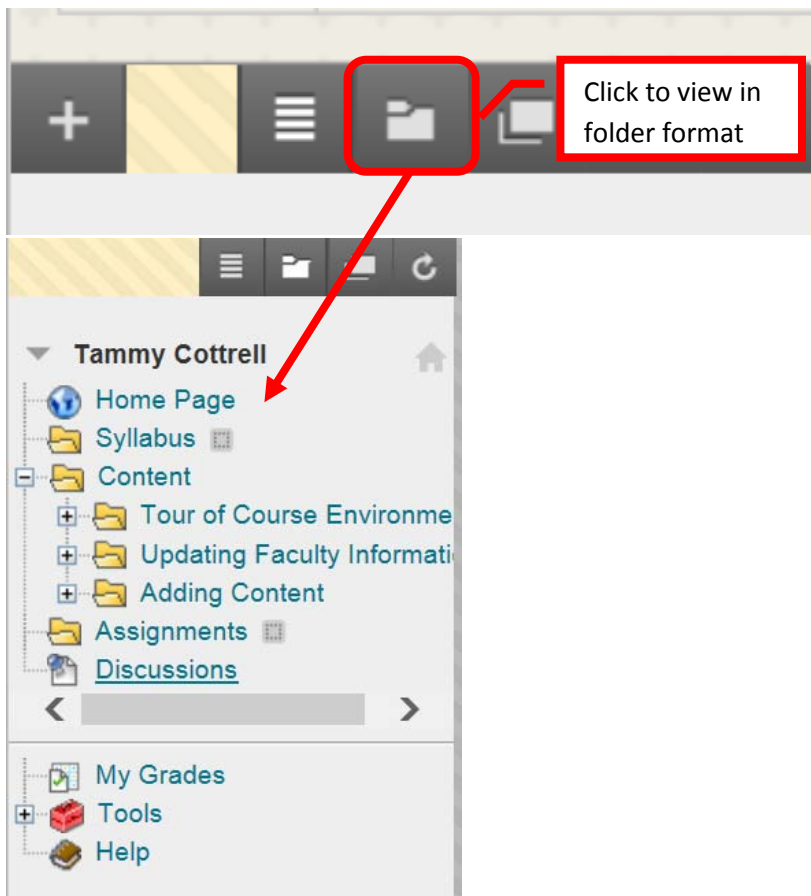 Click to view in
folder format
Tammy Cottrell
Home Page
Syllabus
Content
Tour of Course Environme
Updating Faculty Informati
Adding Content
Assignments
Discussions
My Grades
Tools
Help